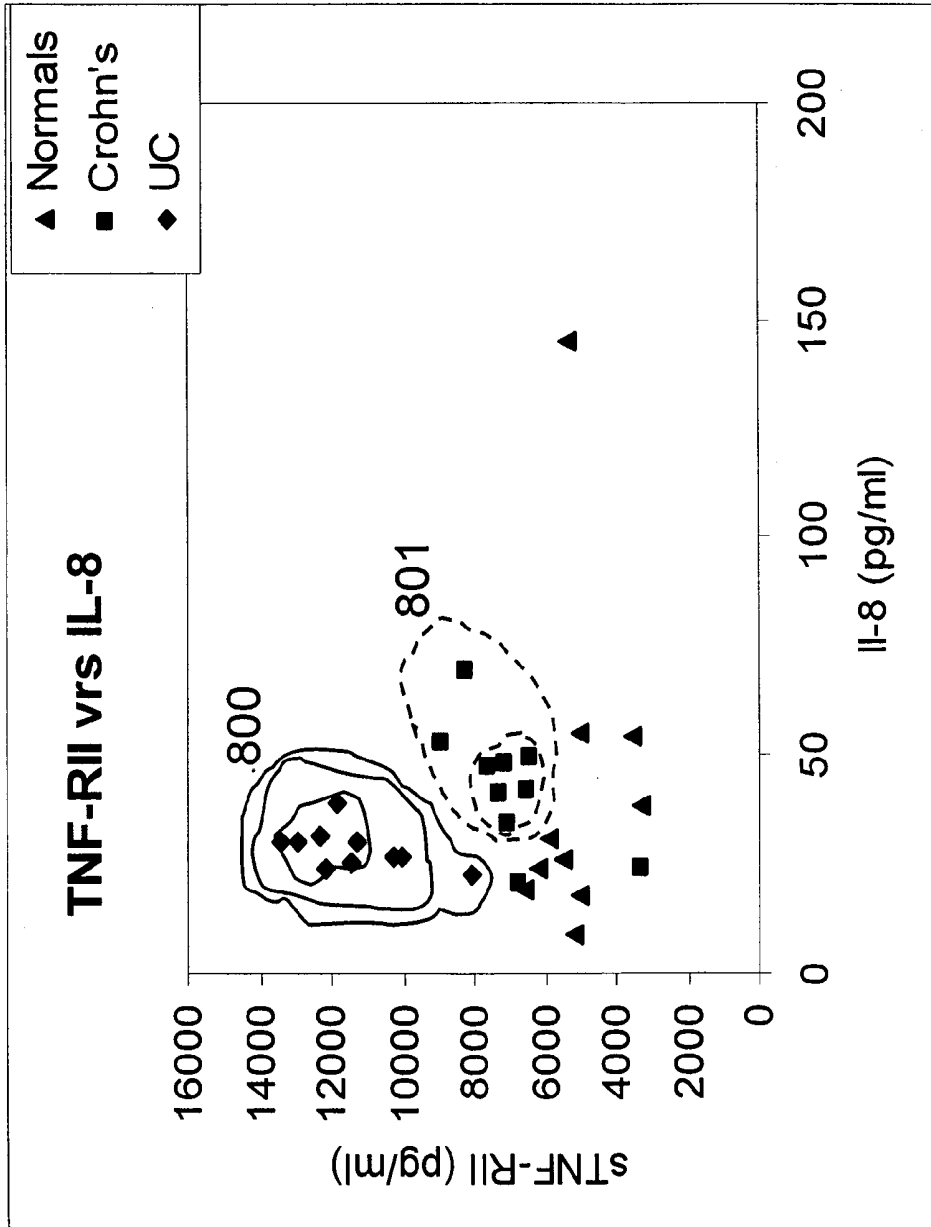 TNF-RII vrs IL-8
▲ Normals
■ Crohn's
◆ UC
800
801
sTNF-RII (pg/ml)
16000
14000
12000
10000
8000
6000
4000
2000
0
0 50 100 150 200
Il-8 (pg/ml)